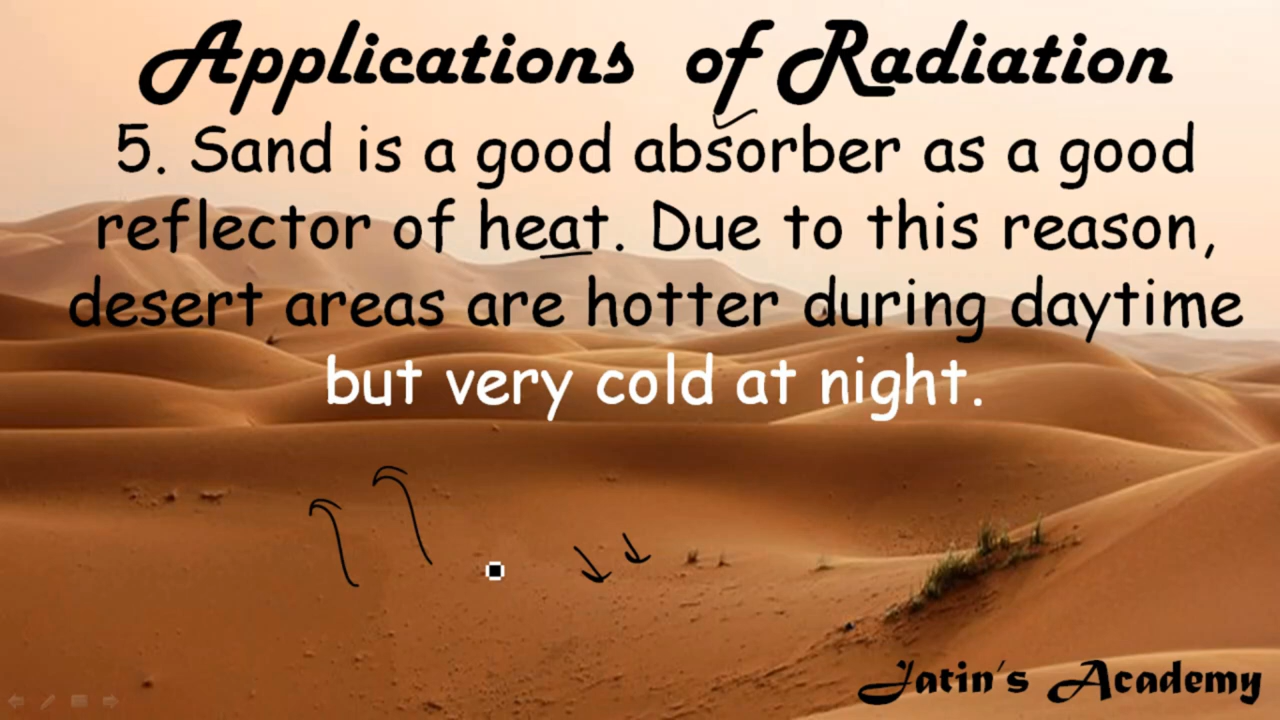 Applications of Radiation
5. Sand is a good absorber as a good
reflector of heat. Due to this reason,
desert areas are hotter during daytime
but very cold at night.
Jatin's Academy